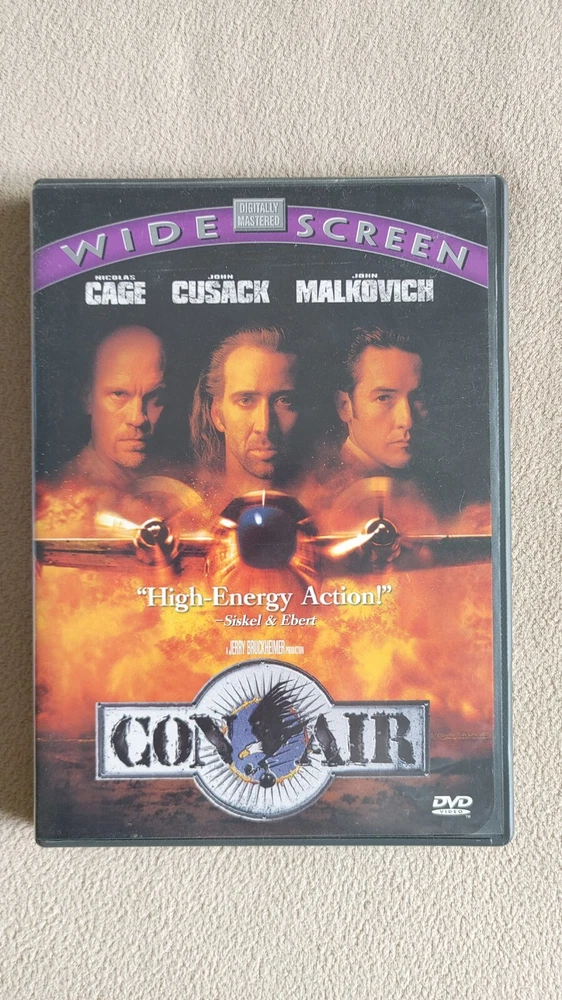 DIGITALLY
MASTERED
WIDE SCREEN
NICOLAS JOHN JOHN
CAGE CUSACK MALKOVICH
“High-Energy Action!”
–Siskel & Ebert
A JERRY BRUCKHEIMER PRODUCTION
CON AIR
DVD
VIDEO
TM